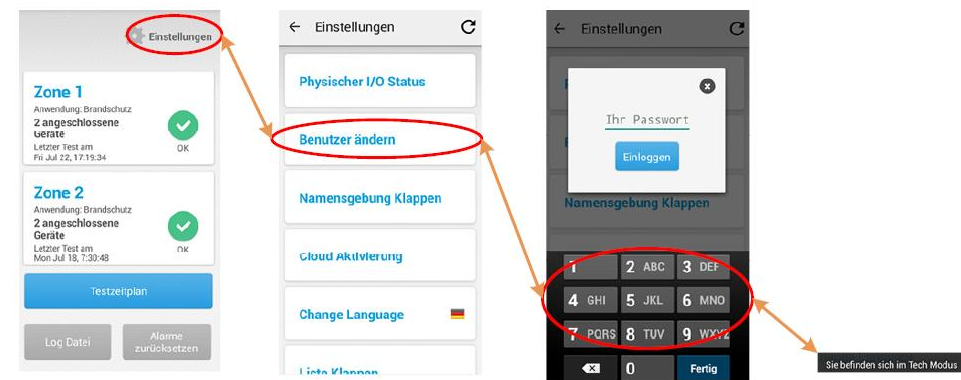 Einstellungen
Zone 1
Anwendung: Brandschutz
2 angeschlossene
Geräte
Letzter Test am
Fri Jul 22, 17:19:34
OK
Zone 2
Anwendung: Brandschutz
2 angeschlossene
Geräte
Letzter Test am
Mon Jul 18, 7:30:48
OK
Testzeitplan
Log Datei
Alarme
zurücksetzen
Einstellungen
Physischer I/O Status
Benutzer ändern
Namensgebung Klappen
Cloud Aktivierung
Change Language
Liste Klappen
Einstellungen
Ihr Passwort
Einloggen
Namensgebung Klappen
1
2 ABC
3 DEF
4 GHI
5 JKL
6 MNO
7 PQRS
8 TUV
9 WXYZ
0
Fertig
Sie befinden sich im Tech Modus